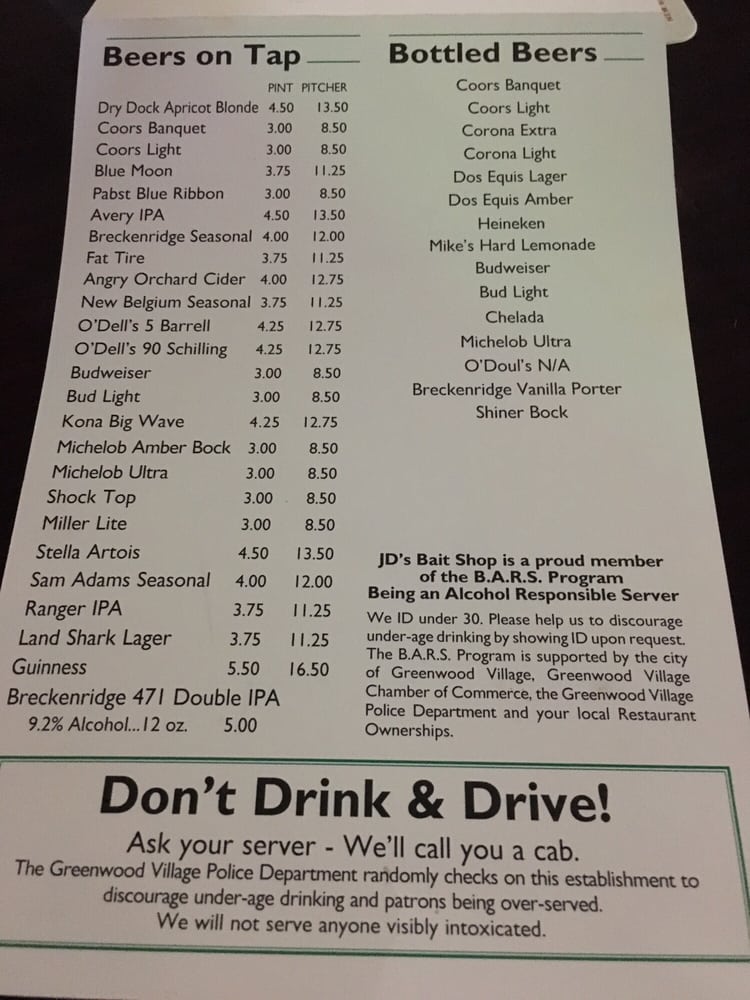 Beers on Tap
PINT PITCHER
Dry Dock Apricot Blonde 4.50 13.50
Coors Banquet 3.00 8.50
Coors Light 3.00 8.50
Blue Moon 3.75 11.25
Pabst Blue Ribbon 3.00 8.50
Avery IPA 4.50 13.50
Breckenridge Seasonal 4.00 12.00
Fat Tire 3.75 11.25
Angry Orchard Cider 4.00 12.75
New Belgium Seasonal 3.75 11.25
O'Dell's 5 Barrell 4.25 12.75
O'Dell's 90 Schilling 4.25 12.75
Budweiser 3.00 8.50
Bud Light 3.00 8.50
Kona Big Wave 4.25 12.75
Michelob Amber Bock 3.00 8.50
Michelob Ultra 3.00 8.50
Shock Top 3.00 8.50
Miller Lite 3.00 8.50
Stella Artois 4.50 13.50
Sam Adams Seasonal 4.00 12.00
Ranger IPA 3.75 11.25
Land Shark Lager 3.75 11.25
Guinness 5.50 16.50
Breckenridge 471 Double IPA
9.2% Alcohol...12 oz. 5.00
Bottled Beers
Coors Banquet
Coors Light
Corona Extra
Corona Light
Dos Equis Lager
Dos Equis Amber
Heineken
Mike's Hard Lemonade
Budweiser
Bud Light
Chelada
Michelob Ultra
O'Doul's N/A
Breckenridge Vanilla Porter
Shiner Bock
JD's Bait Shop is a proud member
of the B.A.R.S. Program
Being an Alcohol Responsible Server
We ID under 30. Please help us to discourage
under-age drinking by showing ID upon request.
The B.A.R.S. Program is supported by the city
of Greenwood Village, Greenwood Village
Chamber of Commerce, the Greenwood Village
Police Department and your local Restaurant
Ownerships.
Don't Drink & Drive!
Ask your server - We'll call you a cab.
The Greenwood Village Police Department randomly checks on this establishment to
discourage under-age drinking and patrons being over-served.
We will not serve anyone visibly intoxicated.